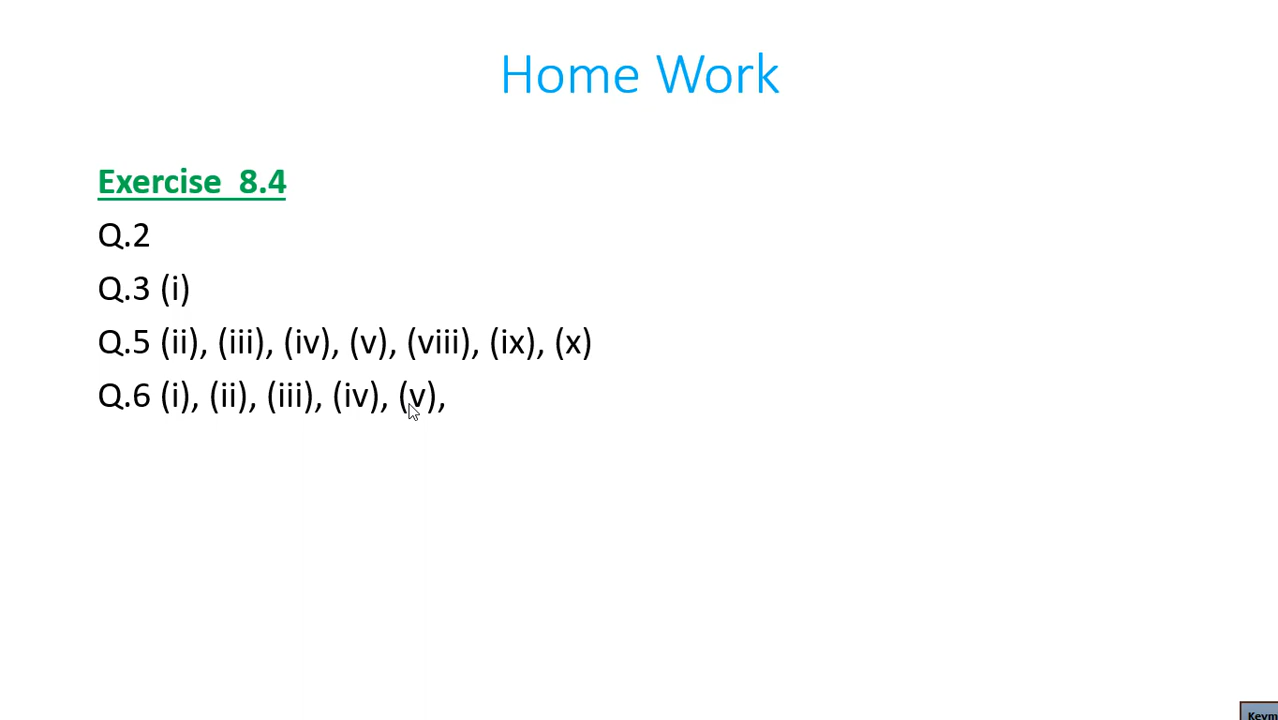 Home Work
Exercise 8.4
Q.2
Q.3 (i)
Q.5 (ii), (iii), (iv), (v), (viii), (ix), (x)
Q.6 (i), (ii), (iii), (iv), (v),